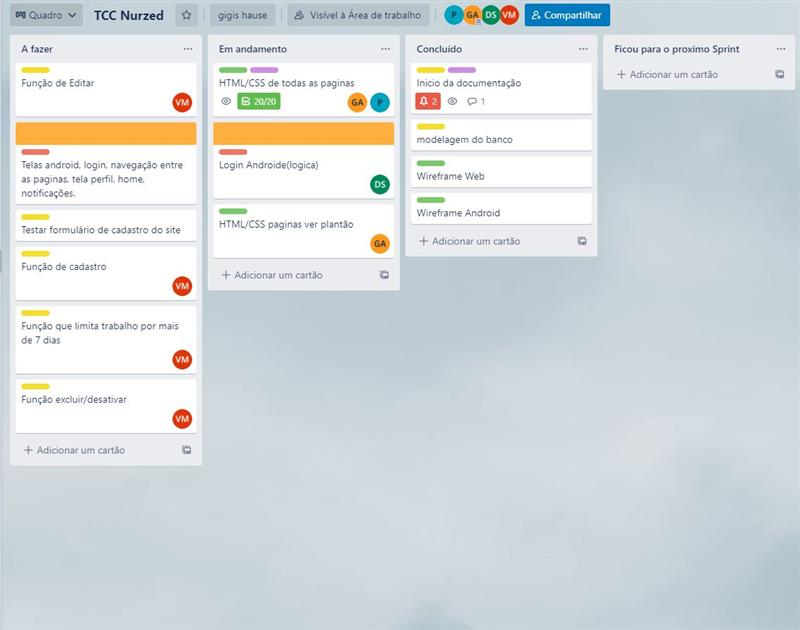 Quadro
TCC Nurzed
gigis hause
Visível à Área de trabalho
P GA DS VM
Compartilhar
A fazer
Função de Editar
VM
Telas android, login, navegação entre
as paginas, tela perfil, home,
notificações.
Testar formulário de cadastro do site
Função de cadastro
VM
Função que limita trabalho por mais
de 7 dias
VM
Função excluir/desativar
VM
+ Adicionar um cartão
Em andamento
HTML/CSS de todas as paginas
20/20
GA P
Login Androide(logica)
DS
HTML/CSS paginas ver plantão
GA
+ Adicionar um cartão
Concluído
Inicio da documentação
2
1
modelagem do banco
Wireframe Web
Wireframe Android
+ Adicionar um cartão
Ficou para o proximo Sprint
+ Adicionar um cartão